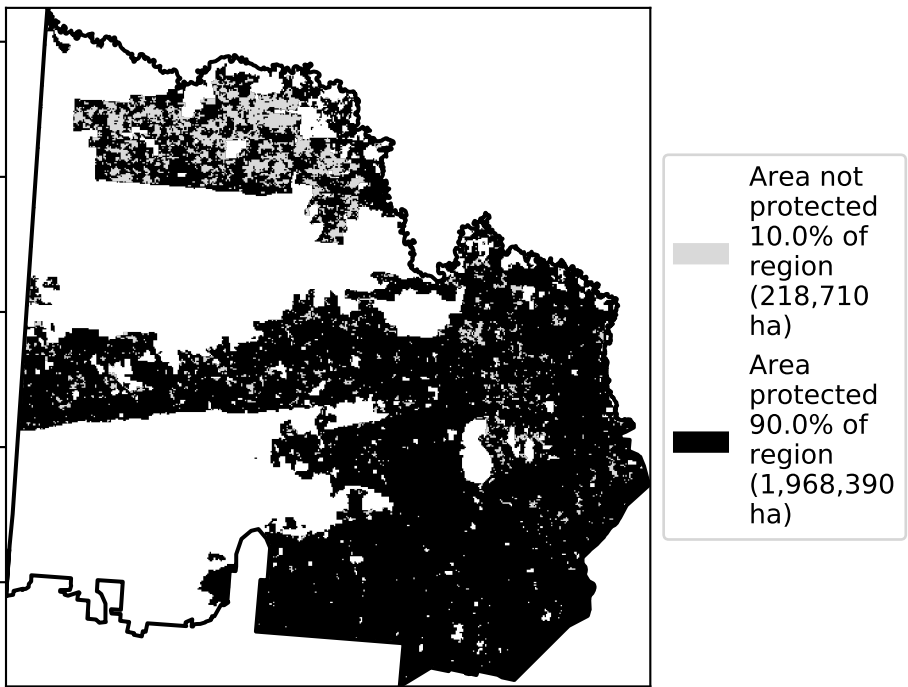 Area not
protected
10.0% of
region
(218,710
ha)
Area
protected
90.0% of
region
(1,968,390
ha)